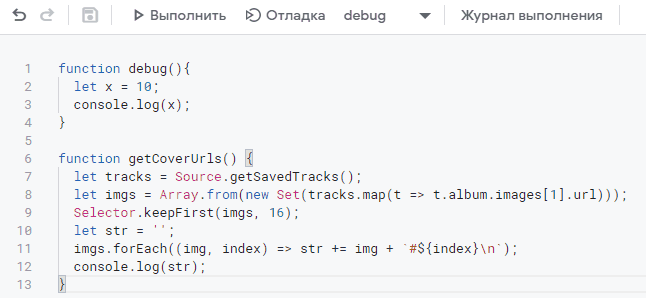 Выполнить Отладка debug Журнал выполнения
1 function debug(){
2 let x = 10;
3 console.log(x);
4 }
5
6 function getCoverUrls() {
7 let tracks = Source.getSavedTracks();
8 let imgs = Array.from(new Set(tracks.map(t => t.album.images[1].url)));
9 Selector.keepFirst(imgs, 16);
10 let str = '';
11 imgs.forEach((img, index) => str += img + `#${index}\n`);
12 console.log(str);
13 }